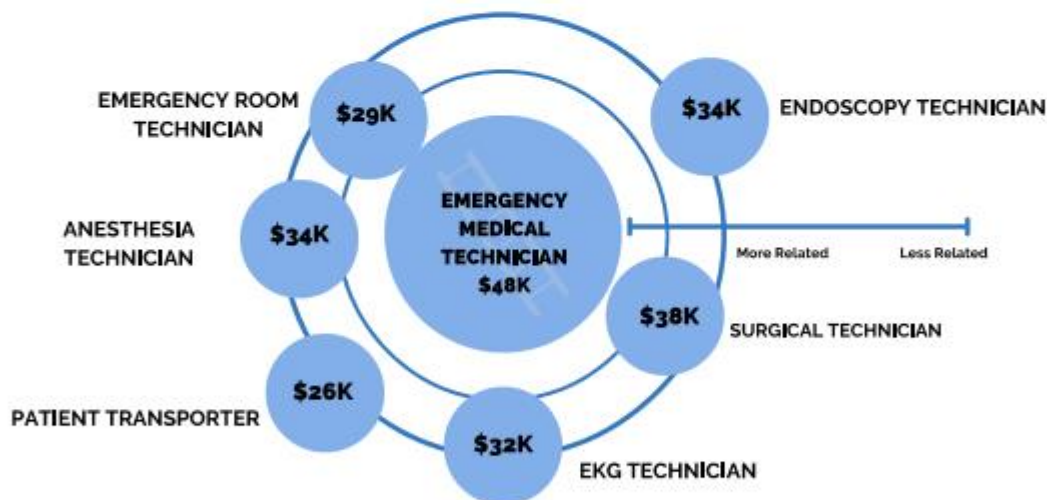 EMERGENCY ROOM
TECHNICIAN
$29K
$34K
ENDOSCOPY TECHNICIAN
ANESTHESIA
TECHNICIAN
$34K
EMERGENCY
MEDICAL
TECHNICIAN
$48K
More Related
Less Related
$38K
SURGICAL TECHNICIAN
PATIENT TRANSPORTER
$26K
$32K
EKG TECHNICIAN